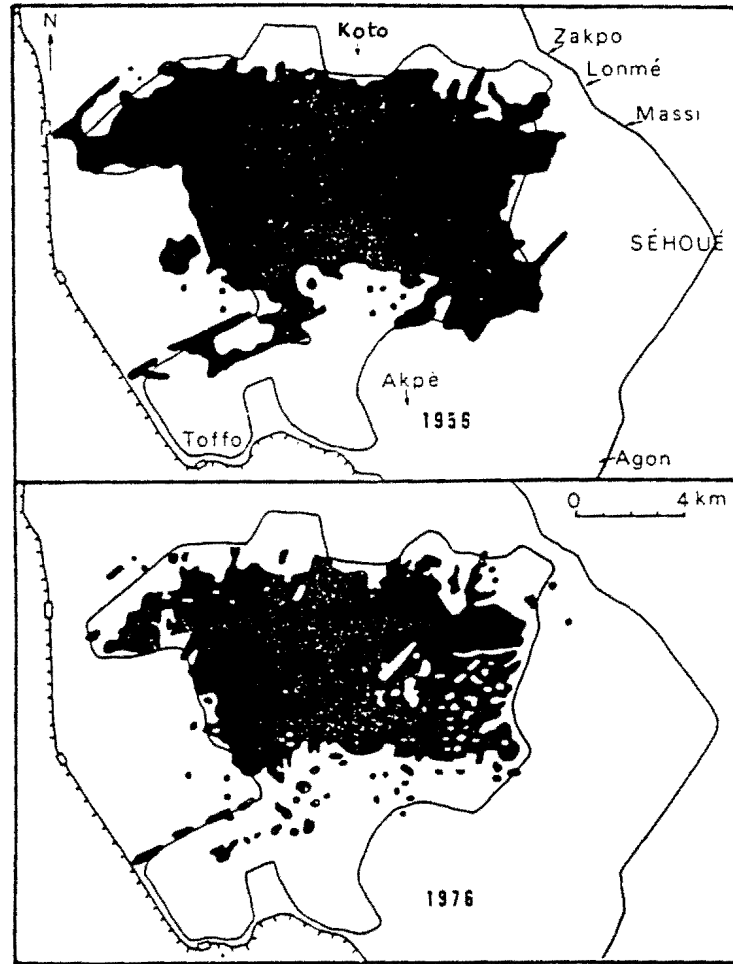 N
Koto
Zakpo
Lonmé
Massi
SÉHOUÉ
Akpè
1956
Toffo
Agon
0 4 km
1976